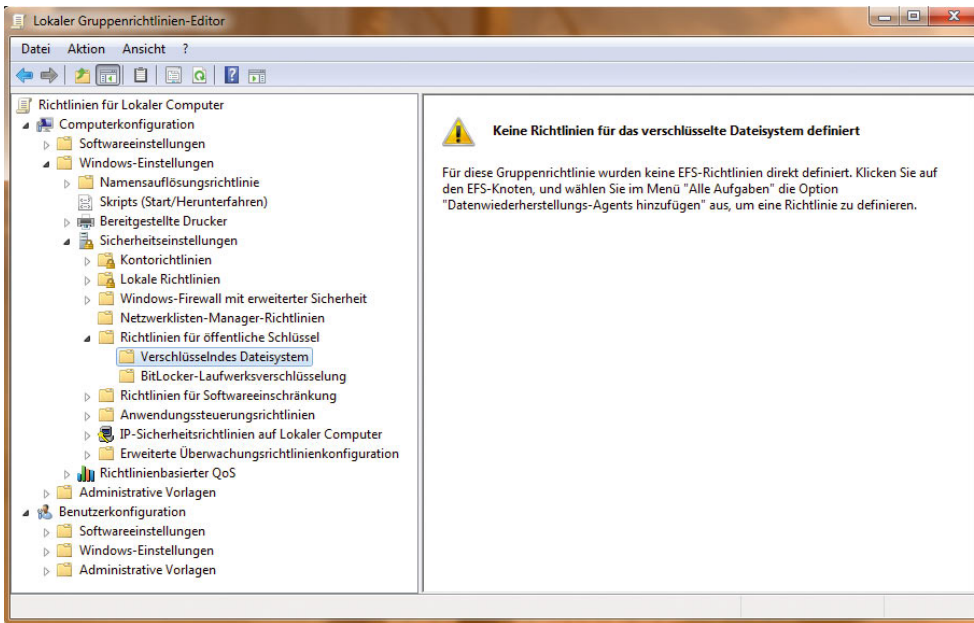 Lokaler Gruppenrichtlinien-Editor
Datei Aktion Ansicht ?
Richtlinien für Lokaler Computer
Computerkonfiguration
Softwareeinstellungen
Windows-Einstellungen
Namensauflösungsrichtlinie
Skripts (Start/Herunterfahren)
Bereitgestellte Drucker
Sicherheitseinstellungen
Kontorichtlinien
Lokale Richtlinien
Windows-Firewall mit erweiterter Sicherheit
Netzwerklisten-Manager-Richtlinien
Richtlinien für öffentliche Schlüssel
Verschlüsselndes Dateisystem
BitLocker-Laufwerksverschlüsselung
Richtlinien für Softwareeinschränkung
Anwendungssteuerungsrichtlinien
IP-Sicherheitsrichtlinien auf Lokaler Computer
Erweiterte Überwachungsrichtlinienkonfiguration
Richtlinienbasierter QoS
Administrative Vorlagen
Benutzerkonfiguration
Softwareeinstellungen
Windows-Einstellungen
Administrative Vorlagen
Keine Richtlinien für das verschlüsselte Dateisystem definiert
Für diese Gruppenrichtlinie wurden keine EFS-Richtlinien direkt definiert. Klicken Sie auf
den EFS-Knoten, und wählen Sie im Menü "Alle Aufgaben" die Option
"Datenwiederherstellungs-Agents hinzufügen" aus, um eine Richtlinie zu definieren.